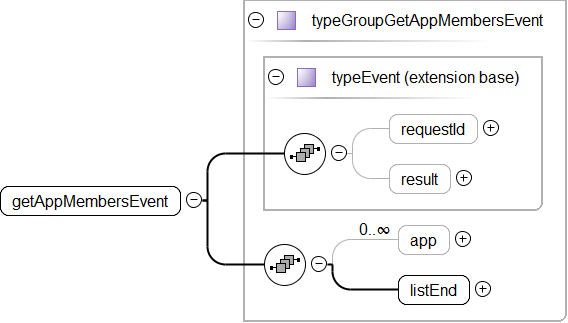 typeGroupGetAppMembersEvent
typeEvent (extension base)
requestId
result
getAppMembersEvent
0..∞
app
listEnd